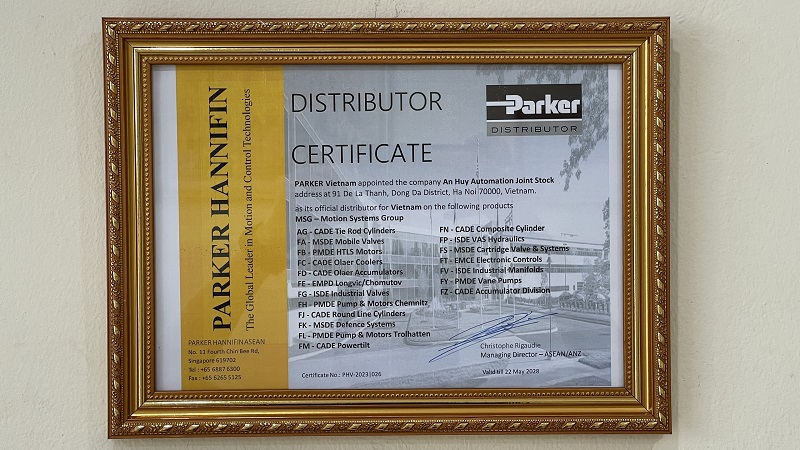 PARKER HANNIFIN
The Global Leader in Motion and Control Technologies
PARKER HANNIFIN ASEAN
No. 11 Fourth Chin Bee Rd,
Singapore 619702
Tel : +65 6887 6300
Fax : +65 6265 5125
DISTRIBUTOR
CERTIFICATE
Parker
DISTRIBUTOR
PARKER Vietnam appointed the company An Huy Automation Joint Stock
address at 91 De La Thanh, Dong Da District, Ha Noi 70000, Vietnam.
as its official distributor for Vietnam on the following products
MSG – Motion Systems Group
AG - CADE Tie Rod Cylinders
FA - MSDE Mobile Valves
FB - PMDE HTLS Motors
FC - CADE Olaer Coolers
FD - CADE Olaer Accumulators
FE – EMPD Longvic/Chomutov
FG - ISDE Industrial Valves
FH – PMDE Pump & Motors Chemnitz
FJ – CADE Round Line Cylinders
FK – MSDE Defence Systems
FL – PMDE Pump & Motors Trolhatten
FM – CADE Powertilt
FN - CADE Composite Cylinder
FP - ISDE VAS Hydraulics
FS - MSDE Cartridge Valve & Systems
FT - EMCE Electronic Controls
FV - ISDE Industrial Manifolds
FY - PMDE Vane Pumps
FZ - CADE Accumulator Division
Christophe Rigaudie
Managing Director – ASEAN/ANZ
Certificate No.: PHV-20231026
Valid till 22 May 2028